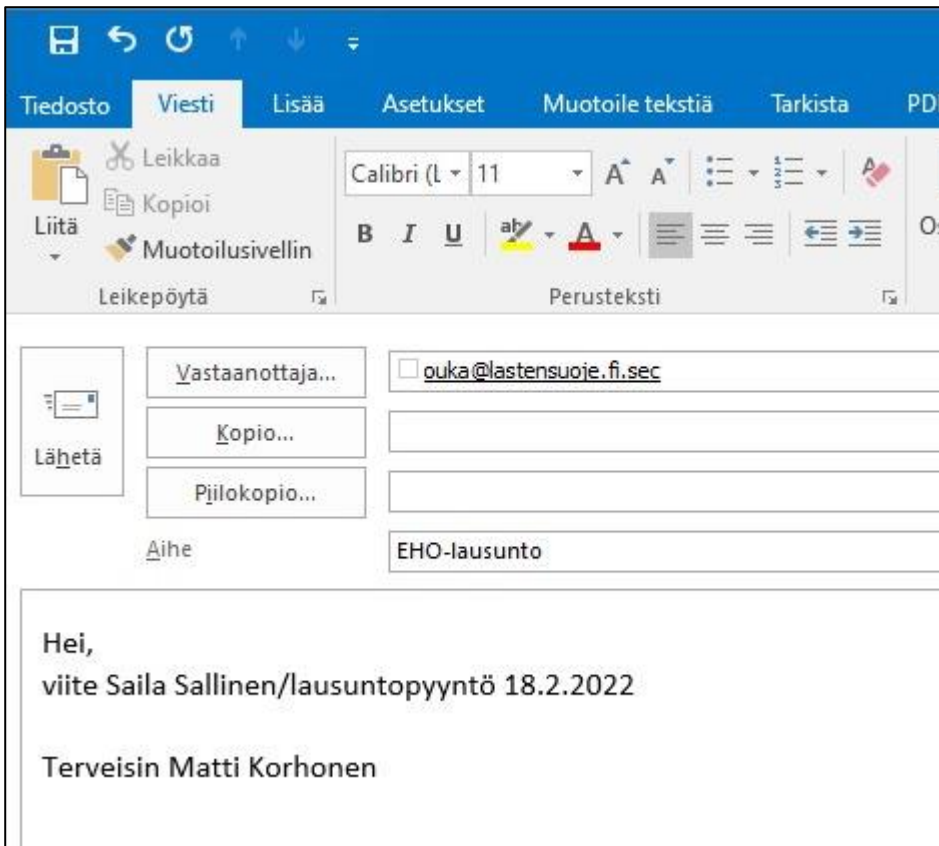 Tiedosto Viesti Lisää Asetukset Muotoile tekstiä Tarkista
Leikkaa
Kopioi
Liitä
Muotoilusivellin
Calibri (L 11
B I U
Leikepöytä Perusteksti
Vastaanottaja... ouka@lastensuoje.fi.sec
Kopio...
Lähetä
Piilokopio...
Aihe EHO-lausunto
Hei,
viite Saila Sallinen/lausuntopyyntö 18.2.2022
Terveisin Matti Korhonen